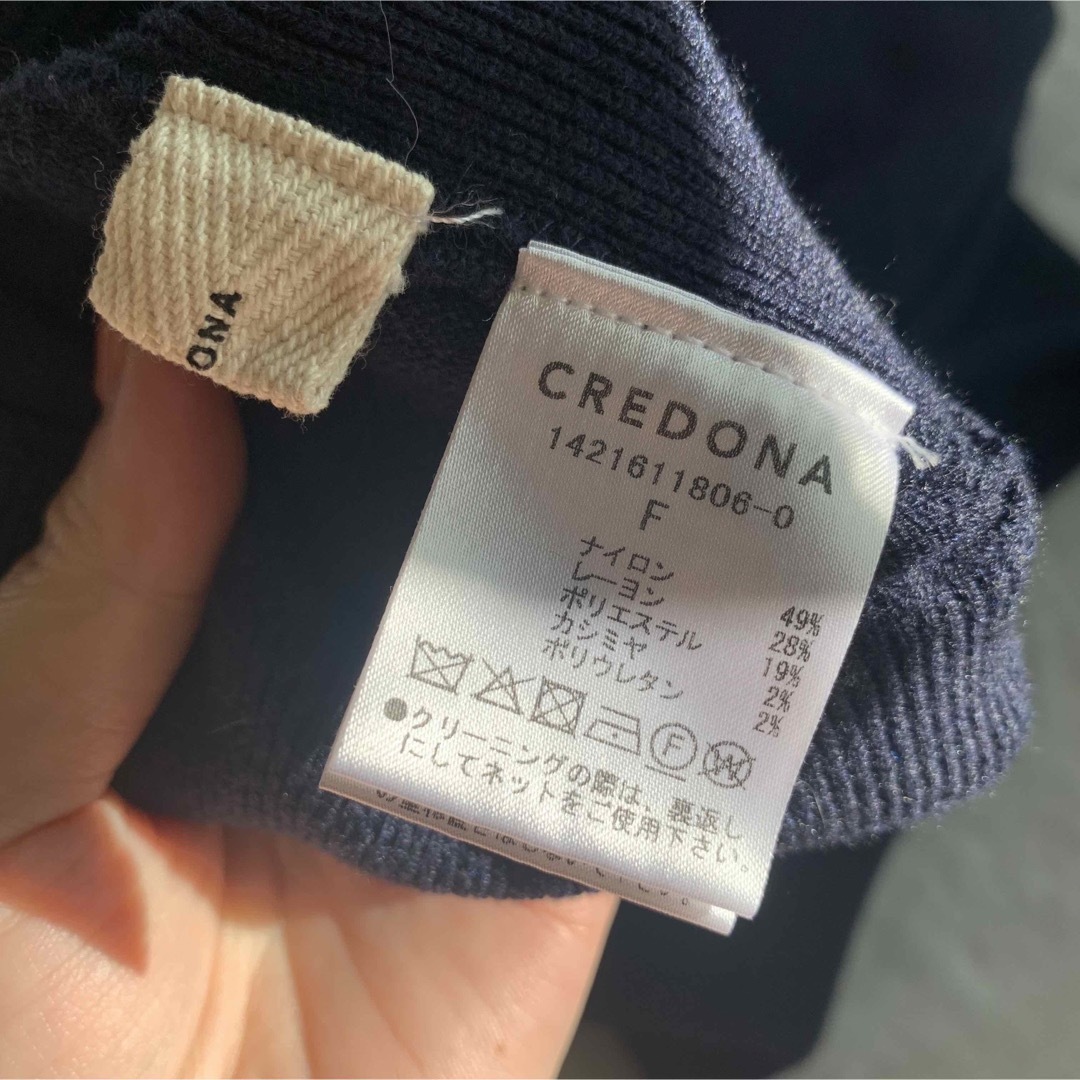 ONA
CREDONA
1421611806-0
F
ナイロン 49%
レーヨン 28%
ポリエステル 19%
カシミヤ 2%
ポリウレタン 2%
F
W
●クリーニングの際は、裏返し
にしてネットをご使用下さい。